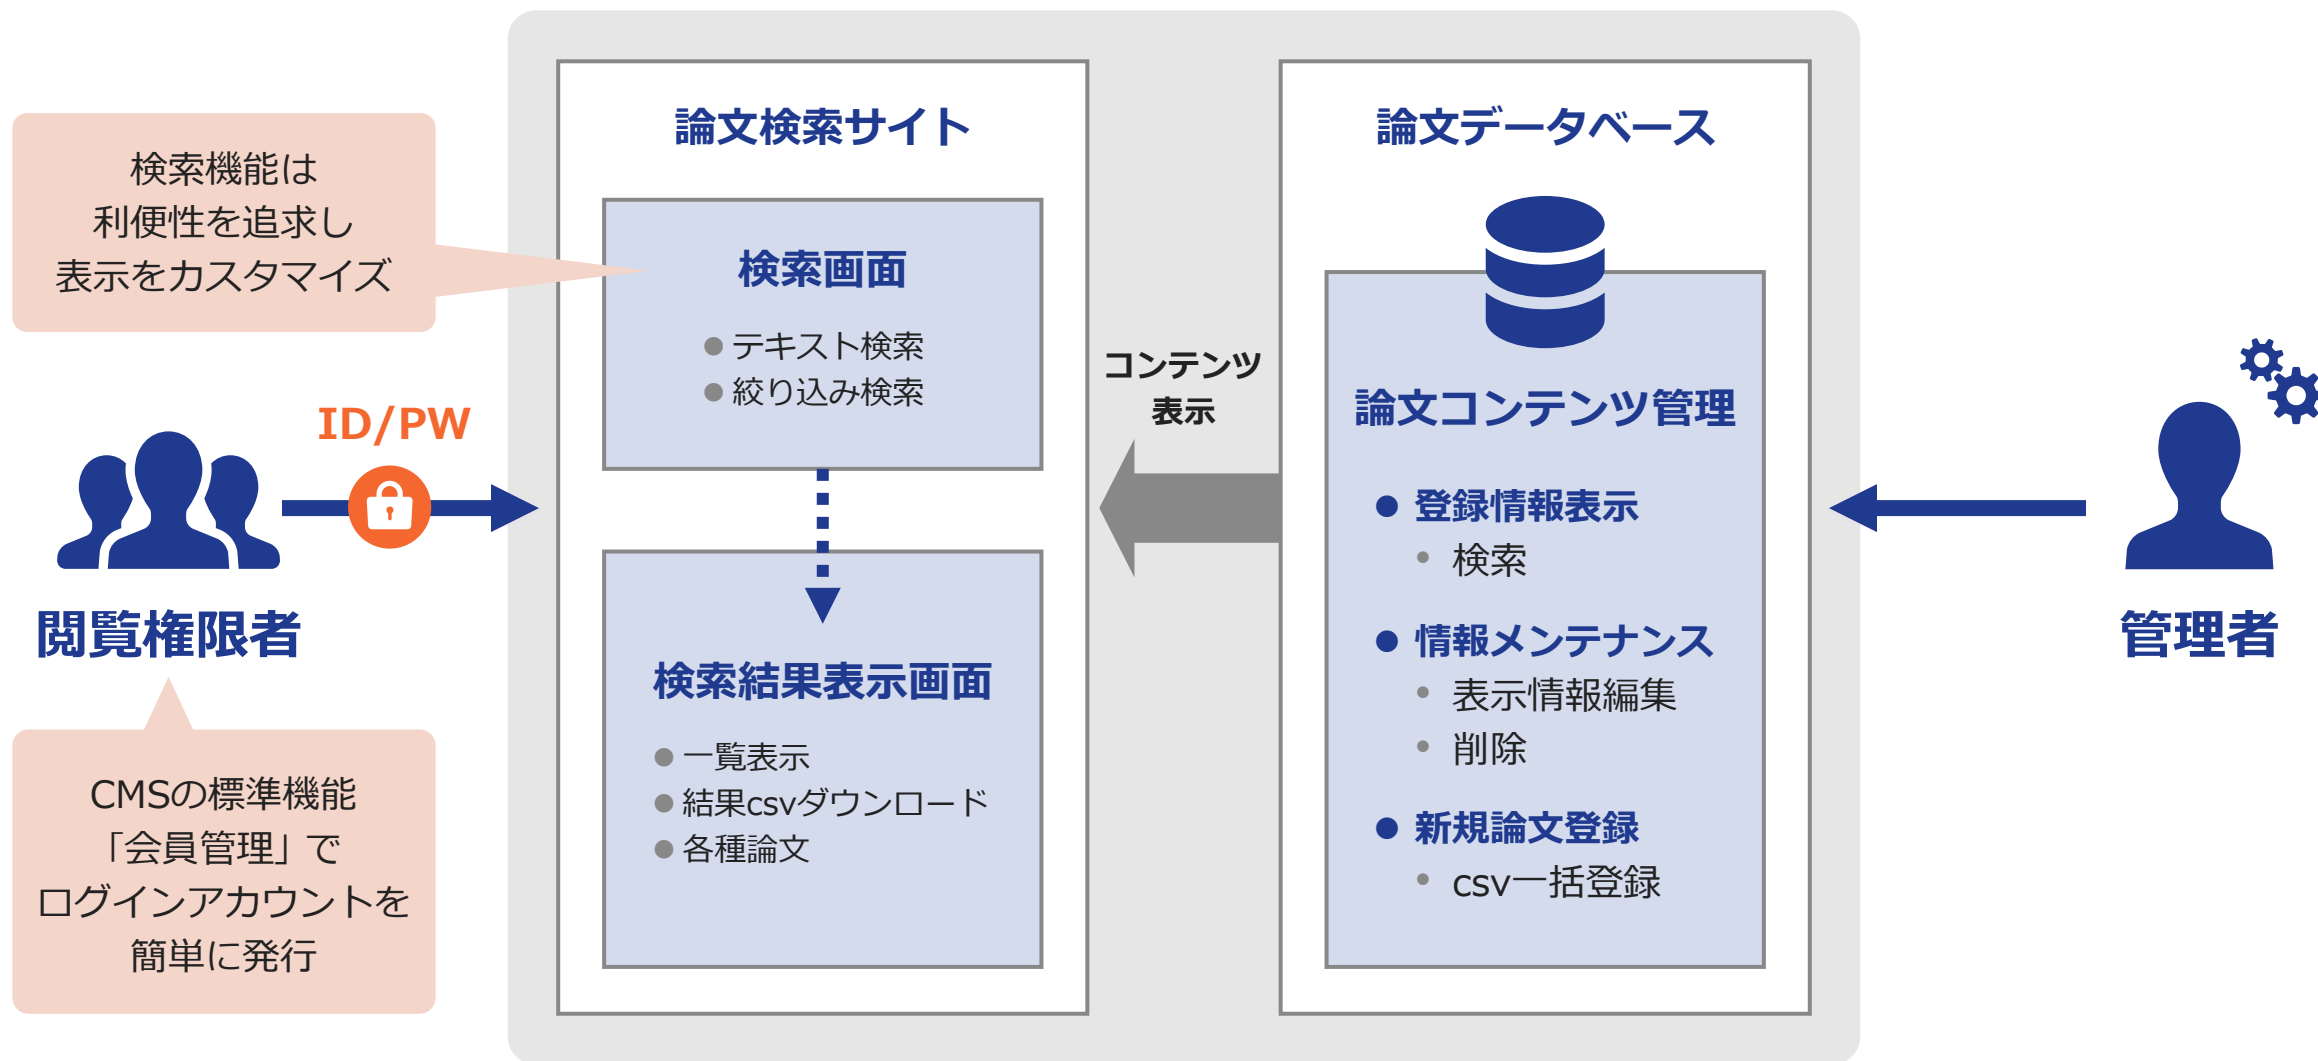 検索機能は
利便性を追求し
表示をカスタマイズ
ID/PW
閲覧権限者
CMSの標準機能
「会員管理」で
ログインアカウントを
簡単に発行
論文検索サイト
検索画面
テキスト検索
絞り込み検索
検索結果表示画面
一覧表示
結果csvダウンロード
各種論文
コンテンツ
表示
論文データベース
論文コンテンツ管理
登録情報表示
検索
情報メンテナンス
表示情報編集
削除
新規論文登録
csv一括登録
管理者